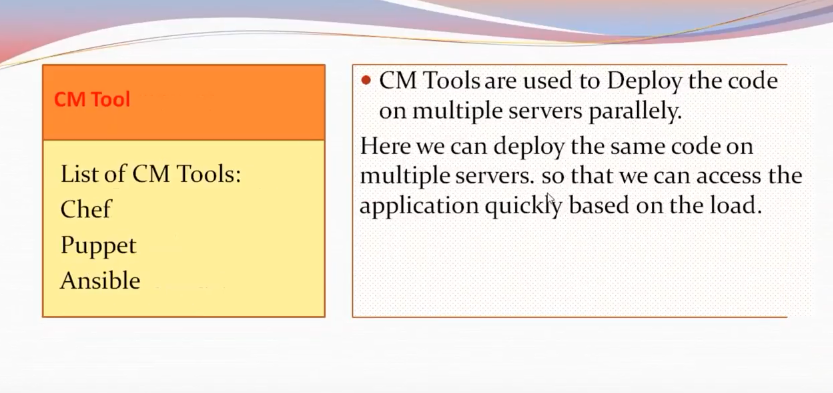 CM Tool
List of CM Tools:
Chef
Puppet
Ansible
• CM Tools are used to Deploy the code
on multiple servers parallely.
Here we can deploy the same code on
multiple servers. so that we can access the
application quickly based on the load.